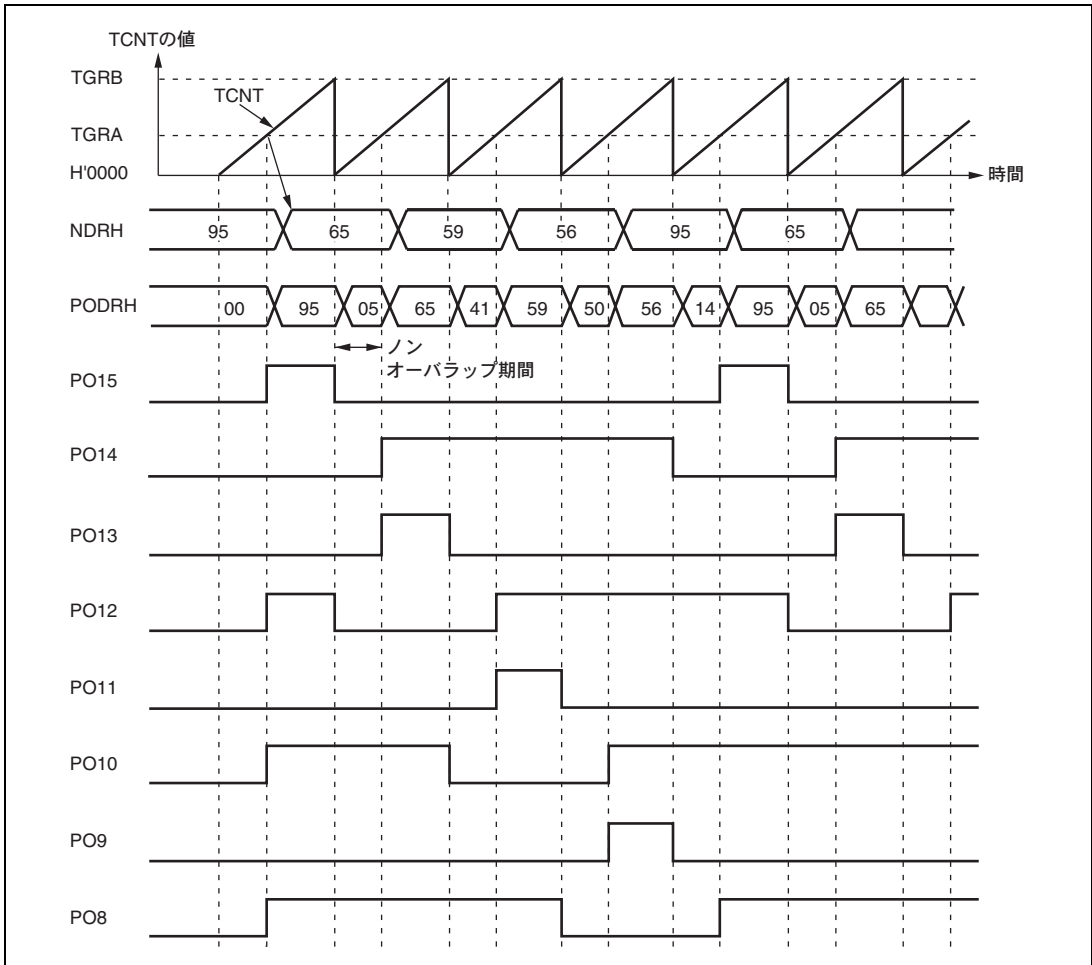 TCNTの値
TGRB
TCNT
TGRA
H'0000
時間
NDRH 95 65 59 56 95 65
PODRH 00 95 05 65 41 59 50 56 14 95 05 65
ノン
オーバラップ期間
PO15
PO14
PO13
PO12
PO11
PO10
PO9
PO8